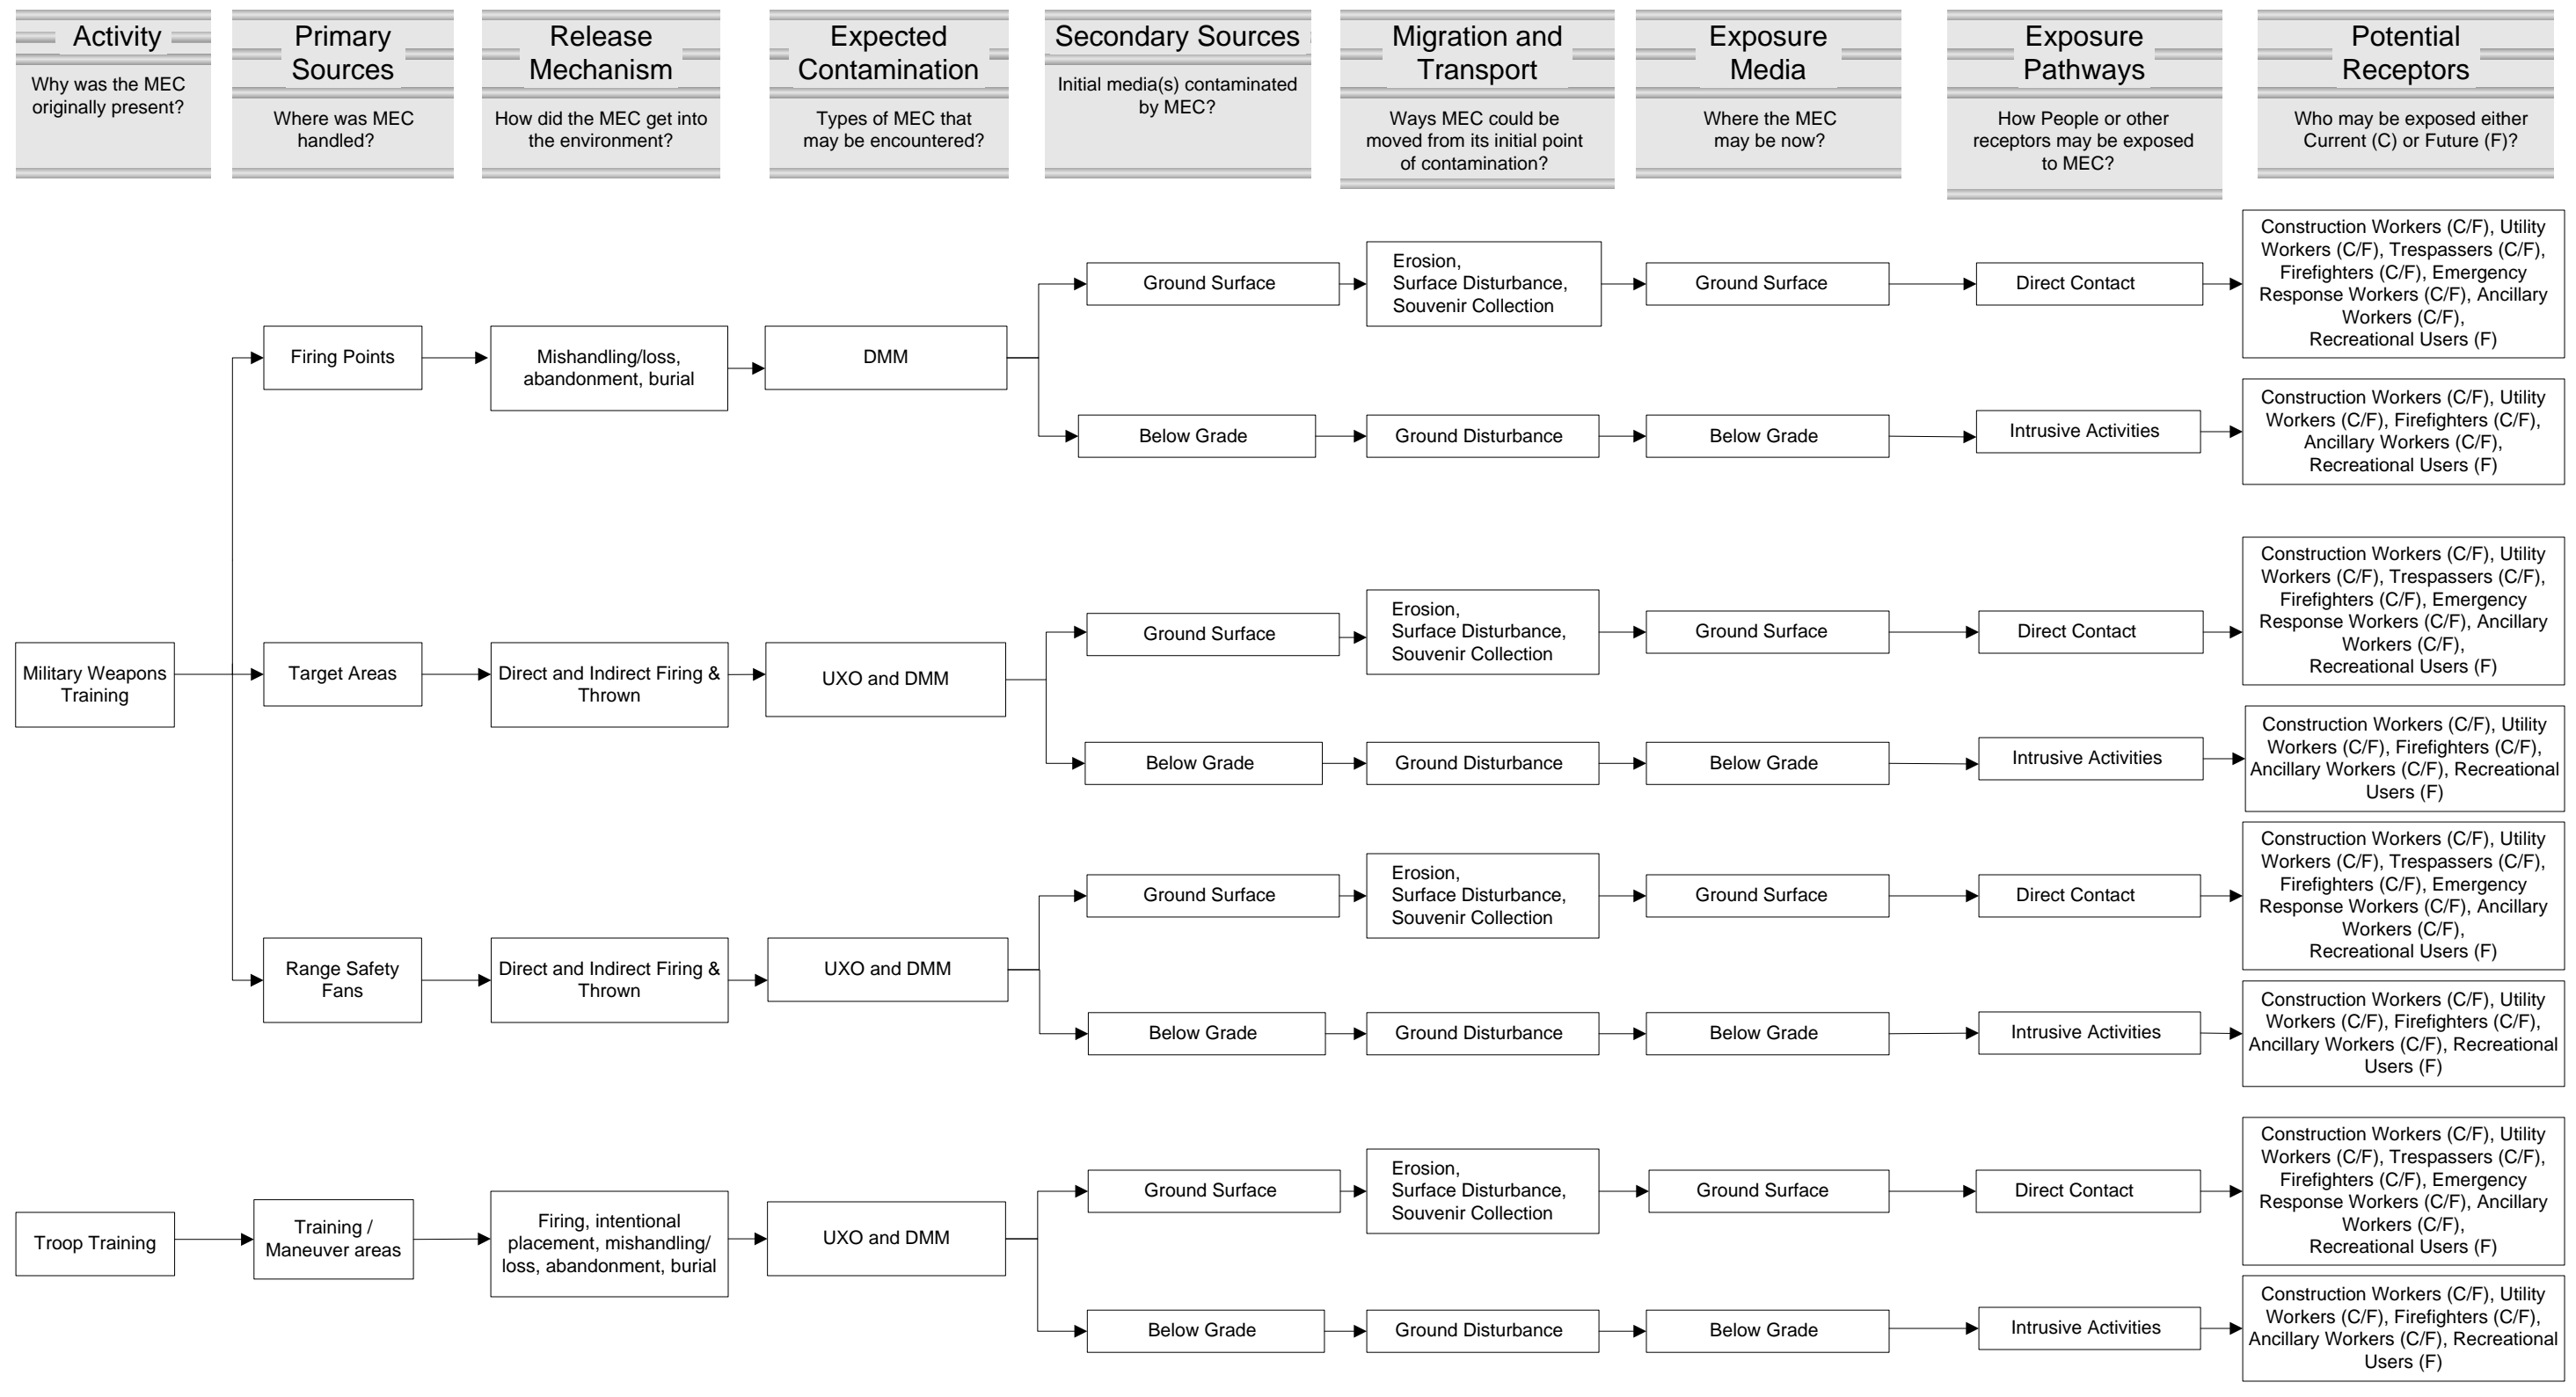 Activity
Why was the MEC
originally present?
Primary
Sources
Where was MEC
handled?
Release
Mechanism
How did the MEC get into
the environment?
Expected
Contamination
Types of MEC that
may be encountered?
Secondary Sources
Initial media(s) contaminated
by MEC?
Migration and
Transport
Ways MEC could be
moved from its initial point
of contamination?
Exposure
Media
Where the MEC
may be now?
Exposure
Pathways
How People or other
receptors may be exposed
to MEC?
Potential
Receptors
Who may be exposed either
Current (C) or Future (F)?
Military Weapons
Training
Firing Points
Mishandling/loss,
abandonment, burial
DMM
Ground Surface
Erosion,
Surface Disturbance,
Souvenir Collection
Ground Surface
Direct Contact
Construction Workers (C/F), Utility
Workers (C/F), Trespassers (C/F),
Firefighters (C/F), Emergency
Response Workers (C/F), Ancillary
Workers (C/F),
Recreational Users (F)
Below Grade
Ground Disturbance
Below Grade
Intrusive Activities
Construction Workers (C/F), Utility
Workers (C/F), Firefighters (C/F),
Ancillary Workers (C/F),
Recreational Users (F)
Target Areas
Direct and Indirect Firing &
Thrown
UXO and DMM
Ground Surface
Erosion,
Surface Disturbance,
Souvenir Collection
Ground Surface
Direct Contact
Construction Workers (C/F), Utility
Workers (C/F), Trespassers (C/F),
Firefighters (C/F), Emergency
Response Workers (C/F), Ancillary
Workers (C/F),
Recreational Users (F)
Below Grade
Ground Disturbance
Below Grade
Intrusive Activities
Construction Workers (C/F), Utility
Workers (C/F), Firefighters (C/F),
Ancillary Workers (C/F), Recreational
Users (F)
Range Safety
Fans
Direct and Indirect Firing &
Thrown
UXO and DMM
Ground Surface
Erosion,
Surface Disturbance,
Souvenir Collection
Ground Surface
Direct Contact
Construction Workers (C/F), Utility
Workers (C/F), Trespassers (C/F),
Firefighters (C/F), Emergency
Response Workers (C/F), Ancillary
Workers (C/F),
Recreational Users (F)
Below Grade
Ground Disturbance
Below Grade
Intrusive Activities
Construction Workers (C/F), Utility
Workers (C/F), Firefighters (C/F),
Ancillary Workers (C/F), Recreational
Users (F)
Troop Training
Training /
Maneuver areas
Firing, intentional
placement, mishandling/
loss, abandonment, burial
UXO and DMM
Ground Surface
Erosion,
Surface Disturbance,
Souvenir Collection
Ground Surface
Direct Contact
Construction Workers (C/F), Utility
Workers (C/F), Trespassers (C/F),
Firefighters (C/F), Emergency
Response Workers (C/F), Ancillary
Workers (C/F),
Recreational Users (F)
Below Grade
Ground Disturbance
Below Grade
Intrusive Activities
Construction Workers (C/F), Utility
Workers (C/F), Firefighters (C/F),
Ancillary Workers (C/F), Recreational
Users (F)